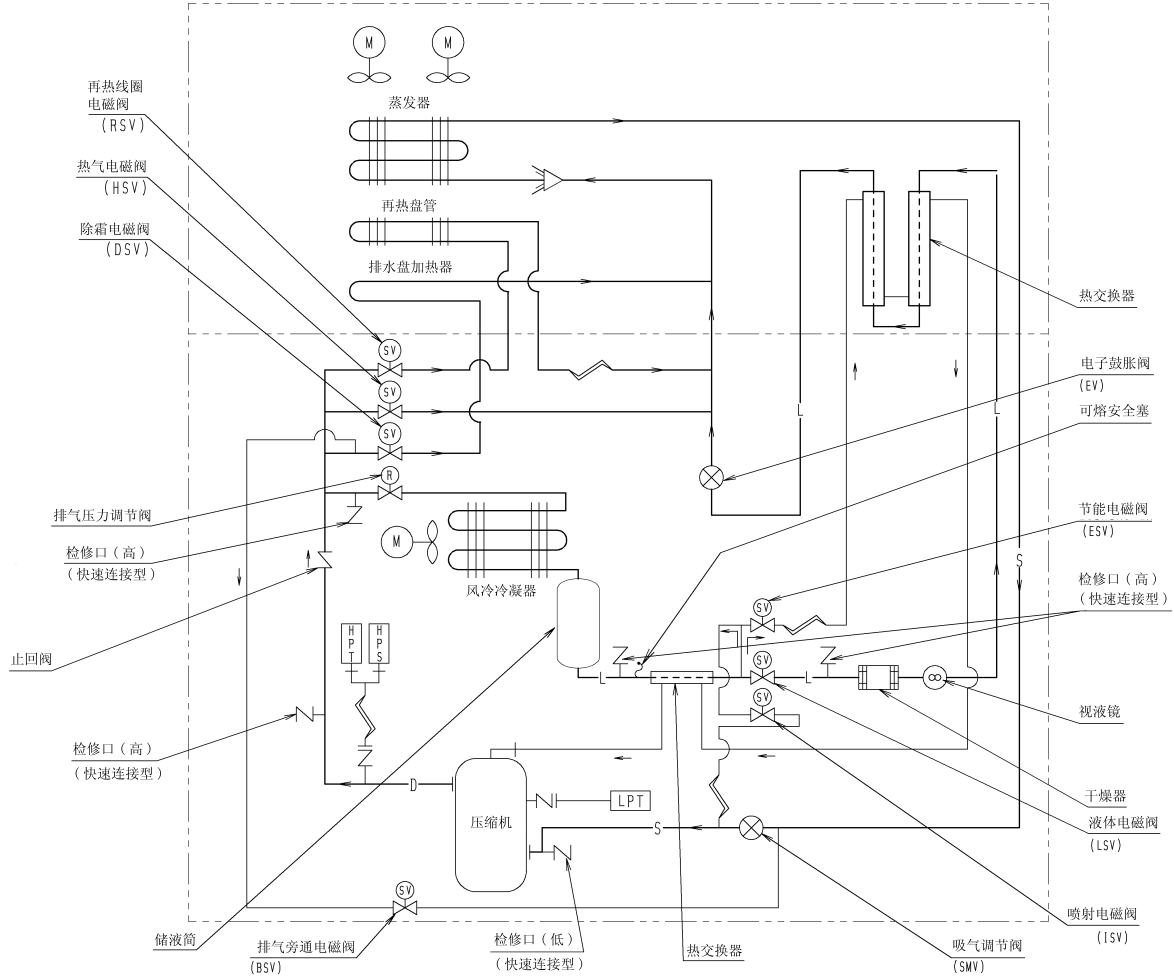 M
M
再热线圈
电磁阀
(RSV)
蒸发器
热气电磁阀
(HSV)
再热盘管
除霜电磁阀
(DSV)
排水盘加热器
热交换器
SV
电子鼓胀阀
(EV)
SV
L
L
可熔安全塞
SV
R
排气压力调节阀
节能电磁阀
(ESV)
M
检修口(高)
(快速连接型)
S
风冷冷凝器
检修口(高)
(快速连接型)
SV
HPT
HPS
止回阀
SV
L
L
SV
视液镜
检修口(高)
(快速连接型)
D
LPT
干燥器
压缩机
S
液体电磁阀
(LSV)
SV
喷射电磁阀
(ISV)
储液筒
排气旁通电磁阀
(BSV)
检修口(低)
(快速连接型)
热交换器
吸气调节阀
(SMV)